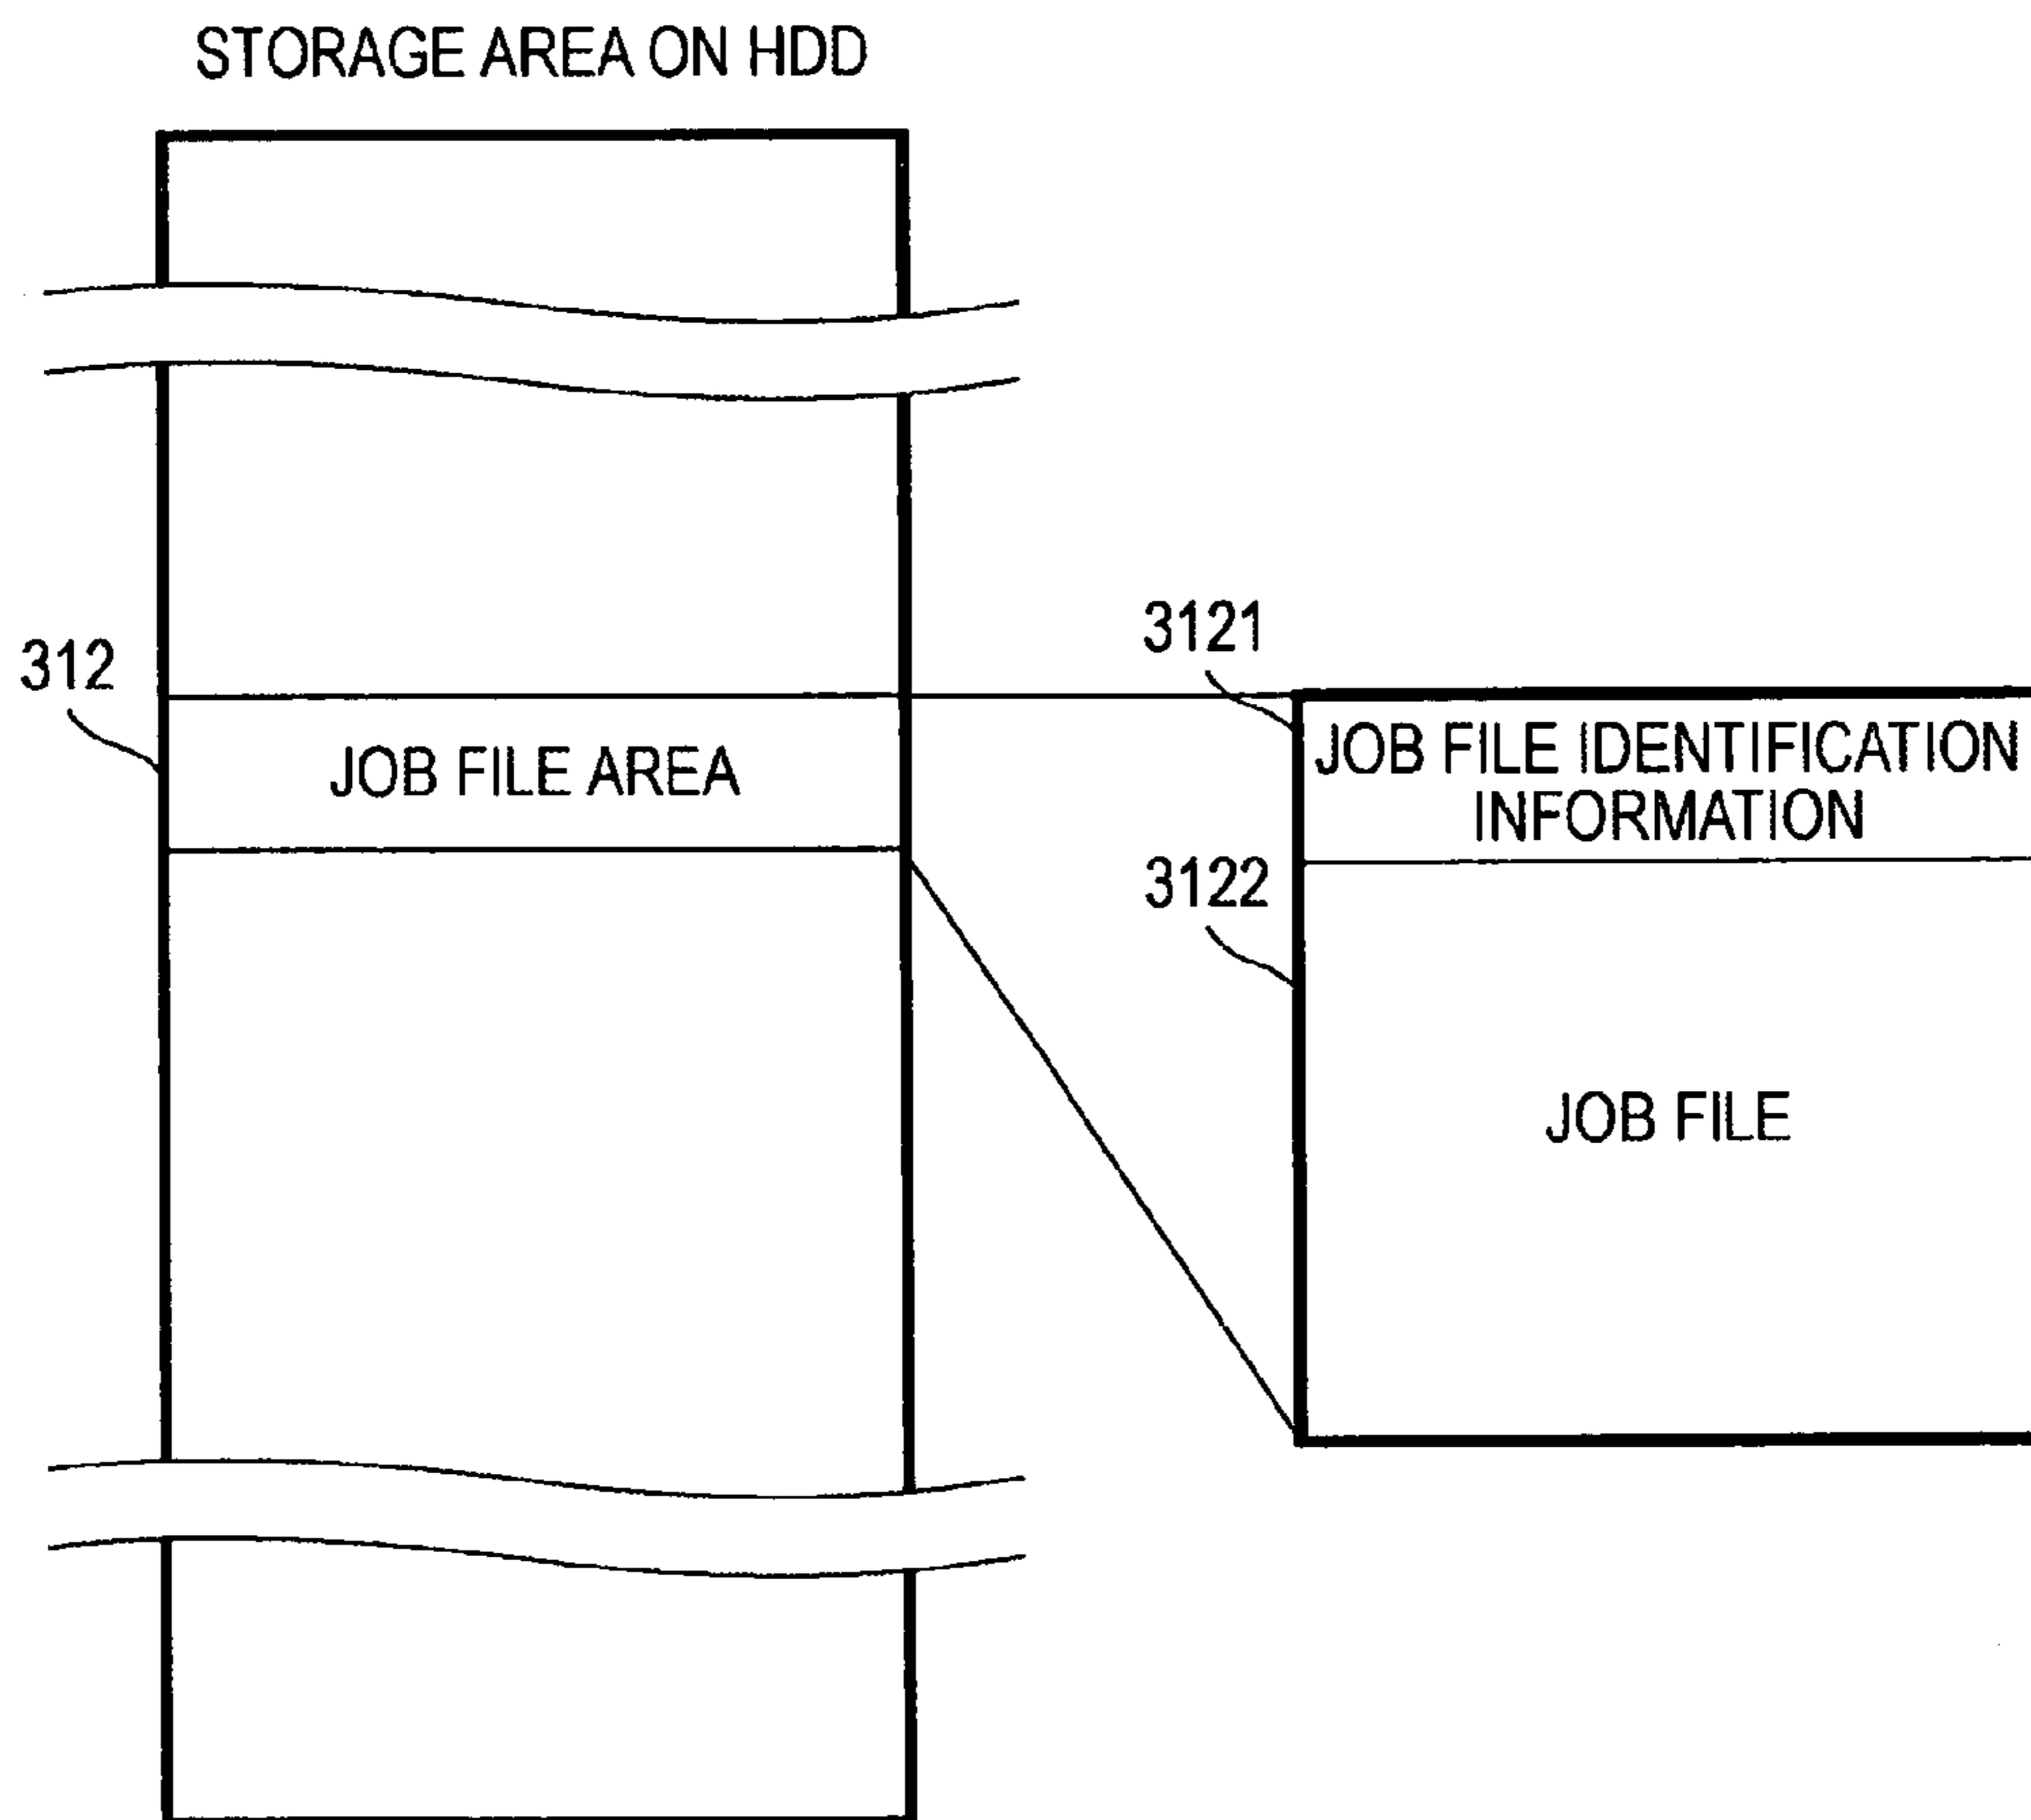 STORAGE AREA ON HDD
312
JOB FILE AREA
3121
JOB FILE IDENTIFICATION
INFORMATION
3122
JOB FILE